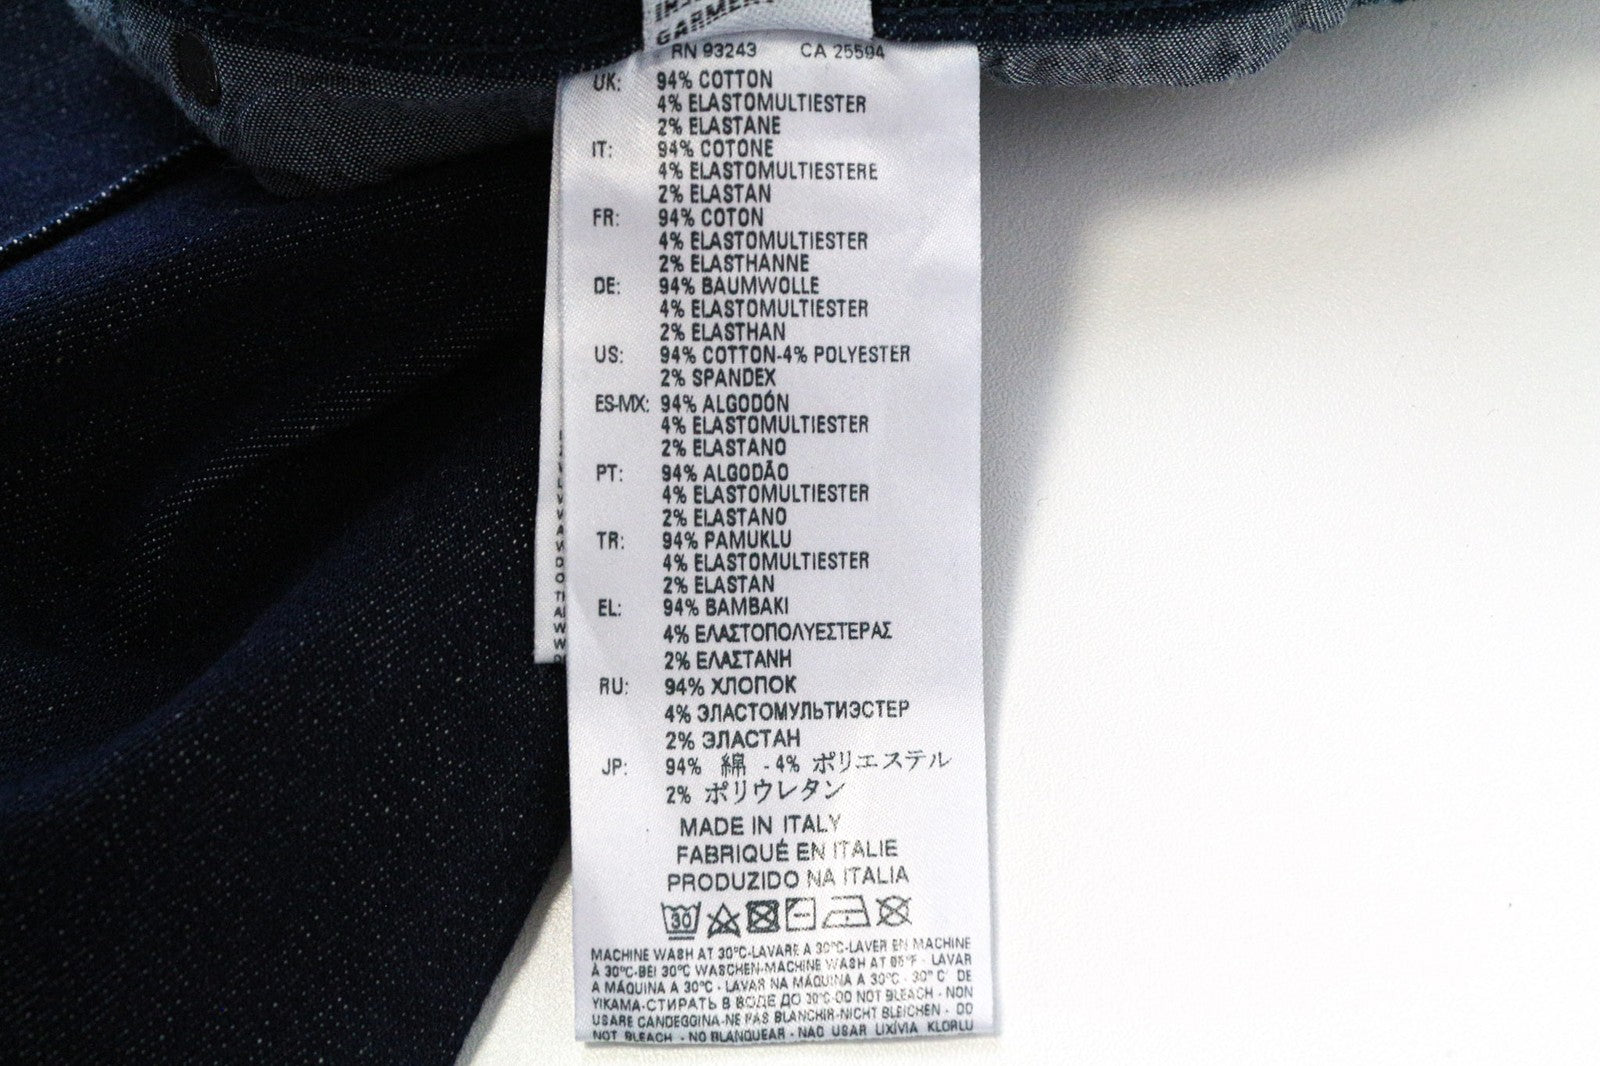 GARMENT
RN 93243 CA 25594
UK: 94% COTTON
4% ELASTOMULTIESTER
2% ELASTANE
IT: 94% COTONE
4% ELASTOMULTIESTERE
2% ELASTAN
FR: 94% COTON
4% ELASTOMULTIESTER
2% ELASTHANNE
DE: 94% BAUMWOLLE
4% ELASTOMULTIESTER
2% ELASTHAN
US: 94% COTTON-4% POLYESTER
2% SPANDEX
ES-MX: 94% ALGODÓN
4% ELASTOMULTIESTER
2% ELASTANO
PT: 94% ALGODÃO
4% ELASTOMULTIESTER
2% ELASTANO
TR: 94% PAMUKLU
4% ELASTOMULTIESTER
2% ELASTAN
EL: 94% BAMBAKI
4% ΕΛΑΣΤΟΠΟΛΥΕΣΤΕΡΑΣ
2% ΕΛΑΣΤΑΝΗ
RU: 94% ХЛОПОК
4% ЭЛАСТОМУЛЬТИЭСТЕР
2% ЭЛАСТАН
JP: 94% 綿 - 4% ポリエステル
2% ポリウレタン
MADE IN ITALY
FABRIQUÉ EN ITALIE
PRODUZIDO NA ITALIA
30
MACHINE WASH AT 30°C-LAVARE A 30°C-LAVER EN MACHINE
À 30°C-BEI 30°C WASCHEN-MACHINE WASH AT 85°F - LAVAR
A MÁQUINA A 30°C - LAVAR NA MÁQUINA A 30°C - 30° C' DE
YIKAMA-СТИРАТЬ В ВОДЕ ДО 30°C-DO NOT BLEACH - NON
USARE CANDEGGINA-NE PAS BLANCHIR-NICHT BLEICHEN - DO
NOT BLEACH - NO BLANQUEAR - NAO USAR LIXÍVIA KLORLU